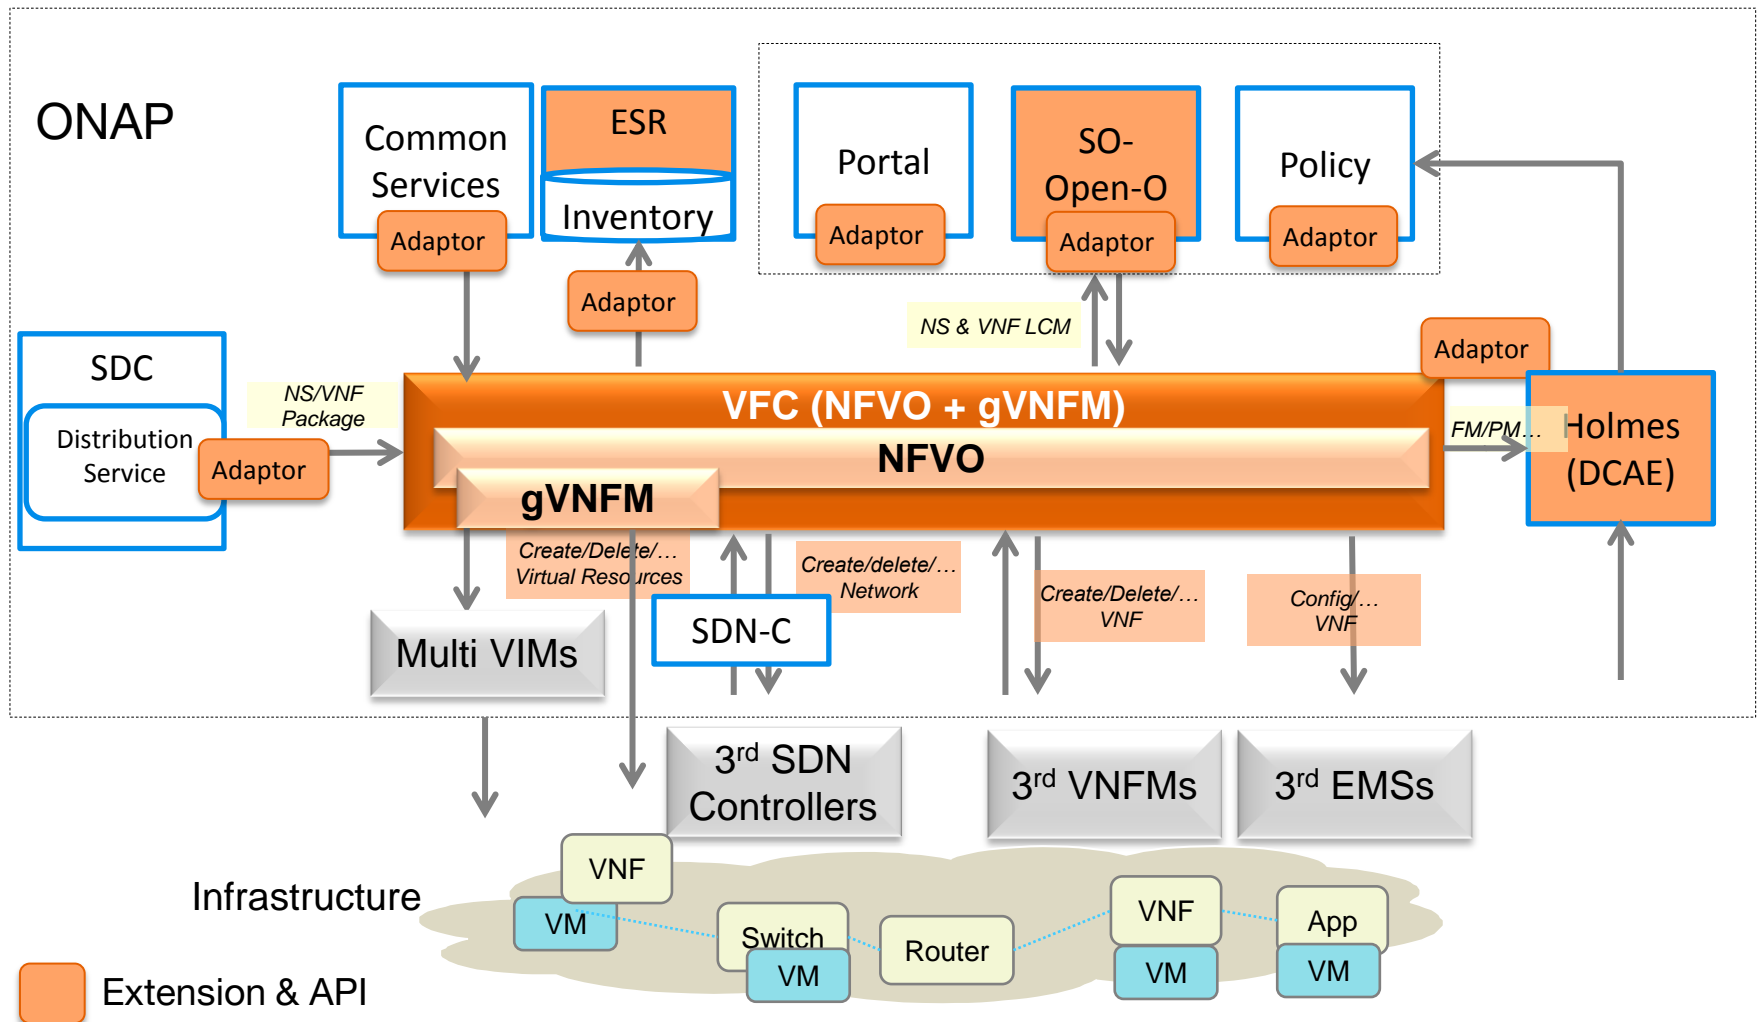 ONAP
Common
Services
Adaptor
ESR
Inventory
Adaptor
Portal
Adaptor
SO-
Open-O
Adaptor
Policy
Adaptor
NS & VNF LCM
SDC
Distribution
Service
Adaptor
NS/VNF
Package
VFC (NFVO + gVNFM)
NFVO
gVNFM
Adaptor
FM/PM…
Holmes
(DCAE)
Create/Delete/…
Virtual Resources
Create/delete/…
Network
Create/Delete/…
VNF
Config/…
VNF
Multi VIMs
SDN-C
3rd SDN
Controllers
3rd VNFMs
3rd EMSs
Infrastructure
VNF
VM
Switch
VM
Router
VNF
VM
App
VM
Extension & API